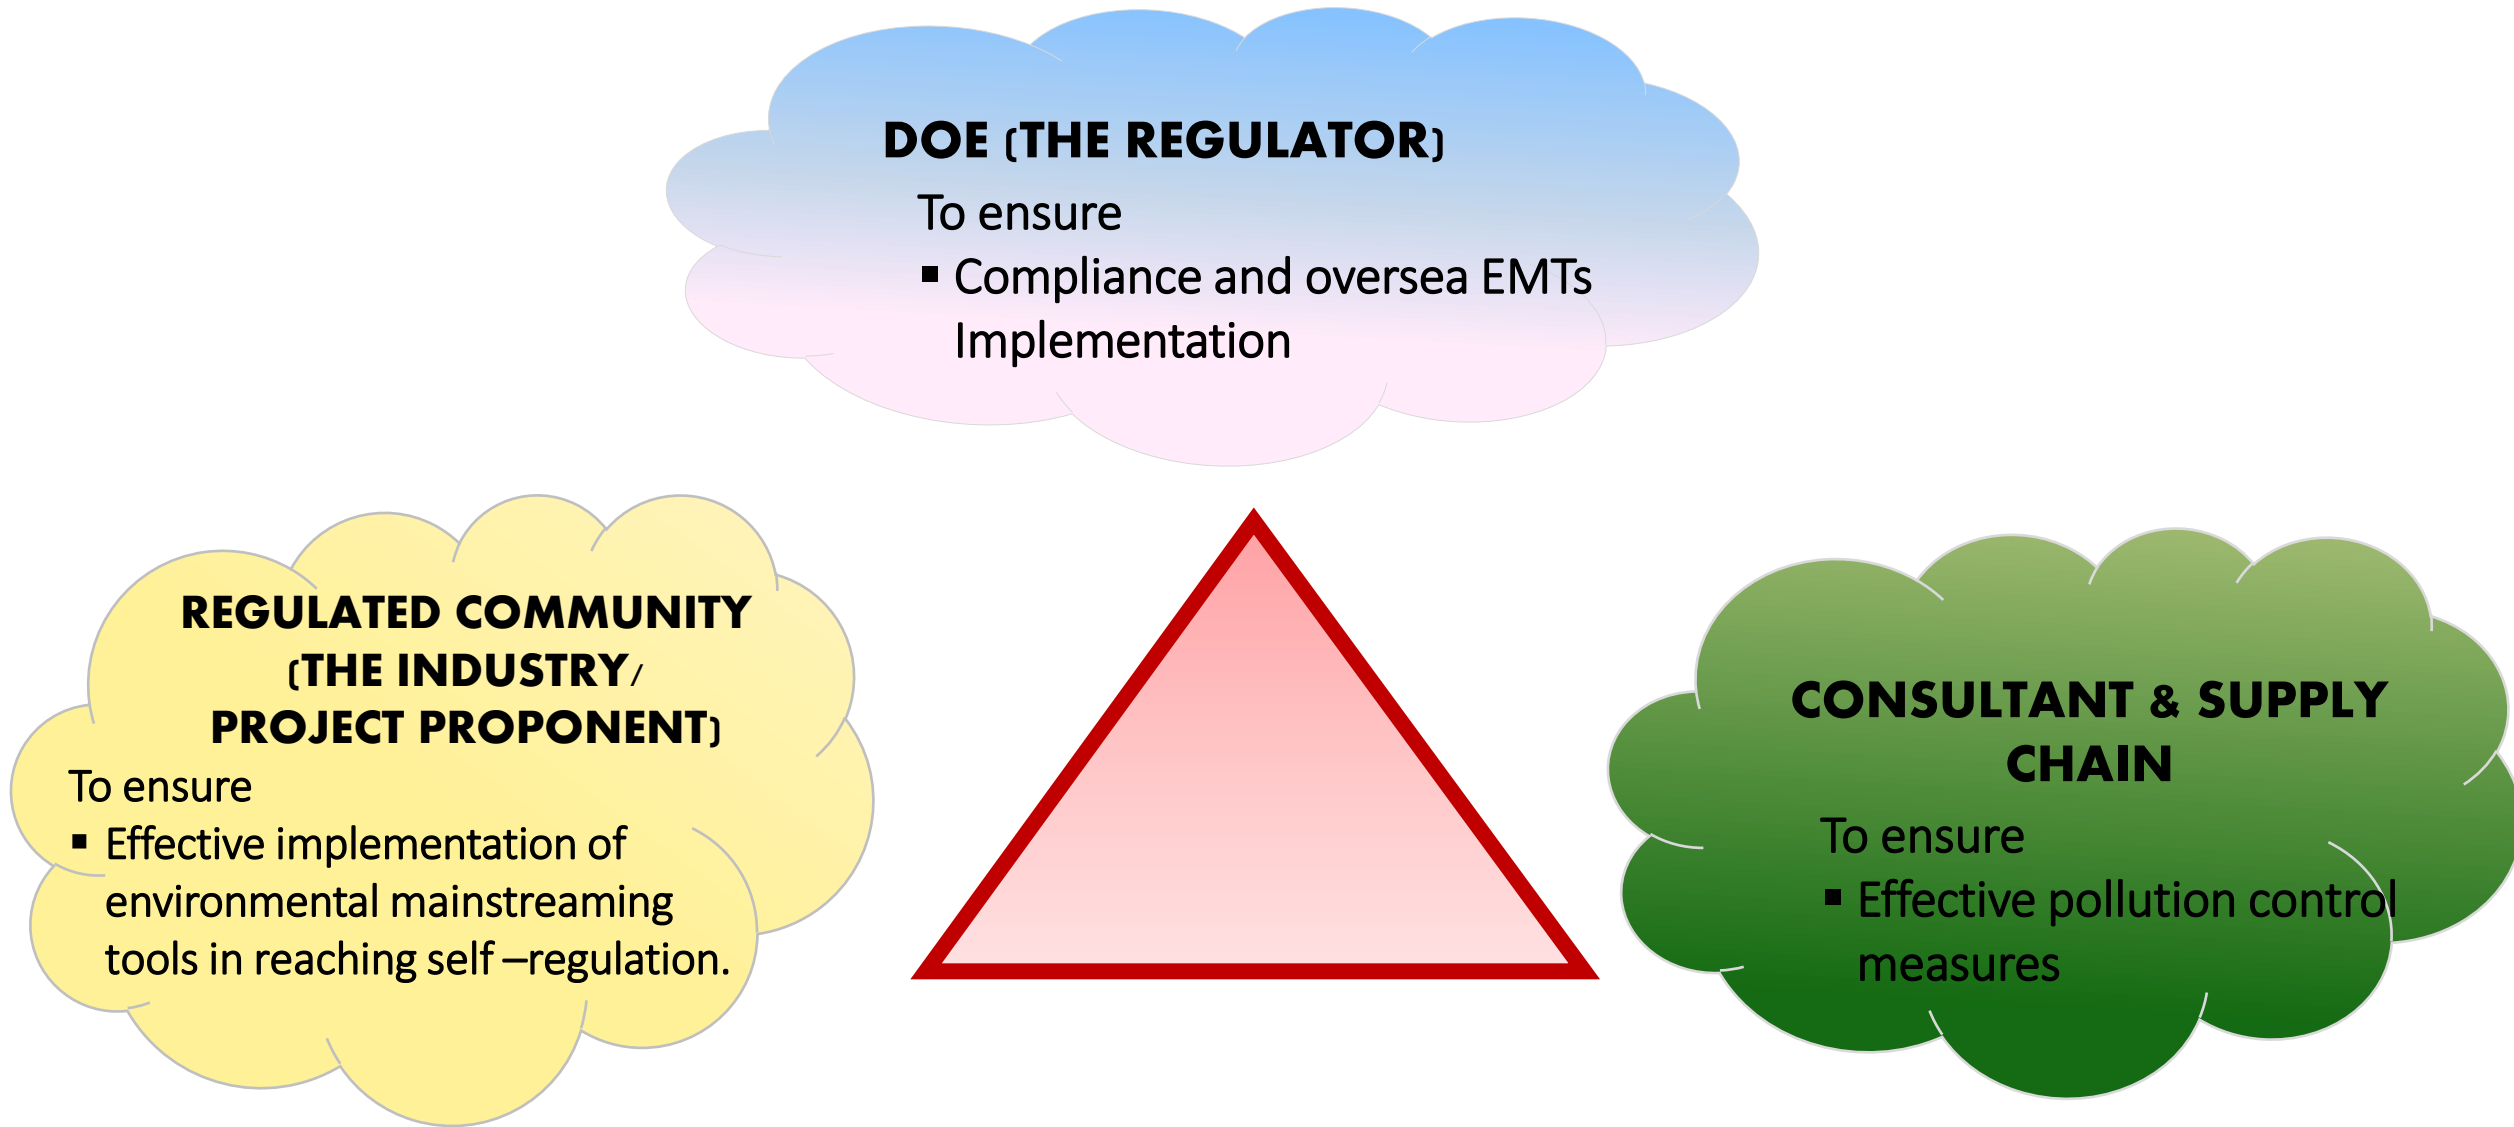 DOE (THE REGULATOR)
To ensure
▪ Compliance and oversea EMTs
Implementation
REGULATED COMMUNITY
(THE INDUSTRY/
PROJECT PROPONENT)
To ensure
▪ Effective implementation of
environmental mainstreaming
tools in reaching self –regulation.
CONSULTANT & SUPPLY
CHAIN
To ensure
▪ Effective pollution control
measures